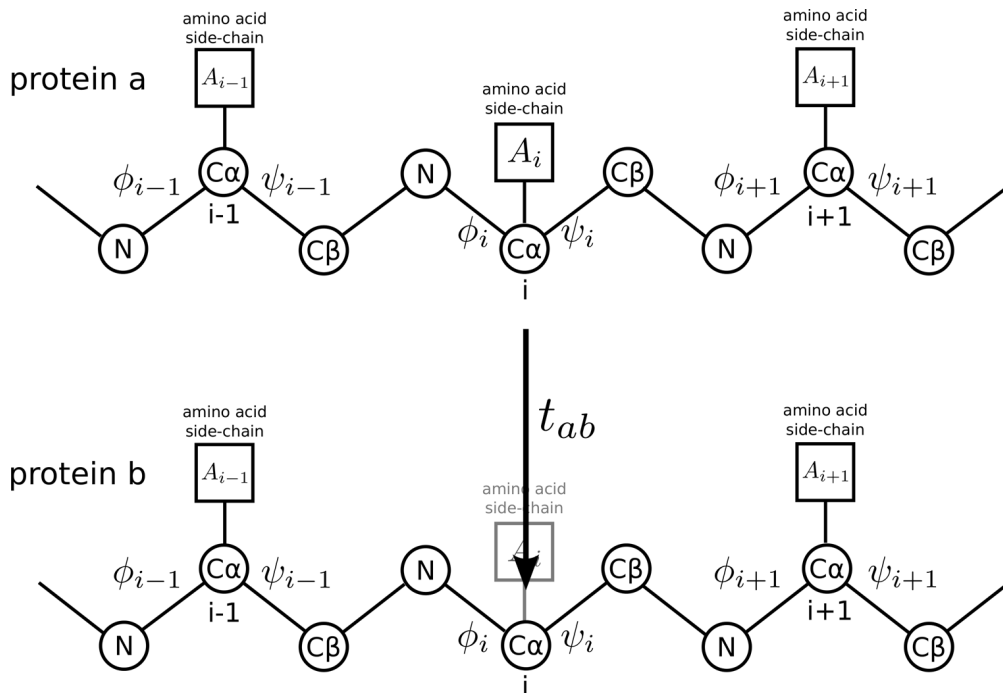 amino acid
side-chain
amino acid
side-chain
protein a
A_{i-1}
A_{i+1}
amino acid
side-chain
A_i
ϕ_{i-1} Cα ψ_{i-1} N Cβ ϕ_{i+1} Cα ψ_{i+1}
i-1 i+1
N Cβ ϕ_i Cα ψ_i N Cβ
i
t_{ab}
amino acid
side-chain
amino acid
side-chain
protein b
A_{i-1}
A_{i+1}
amino acid
side-chain
A_i
ϕ_{i-1} Cα ψ_{i-1} N Cβ ϕ_{i+1} Cα ψ_{i+1}
i-1 i+1
N Cβ ϕ_i Cα ψ_i N Cβ
i